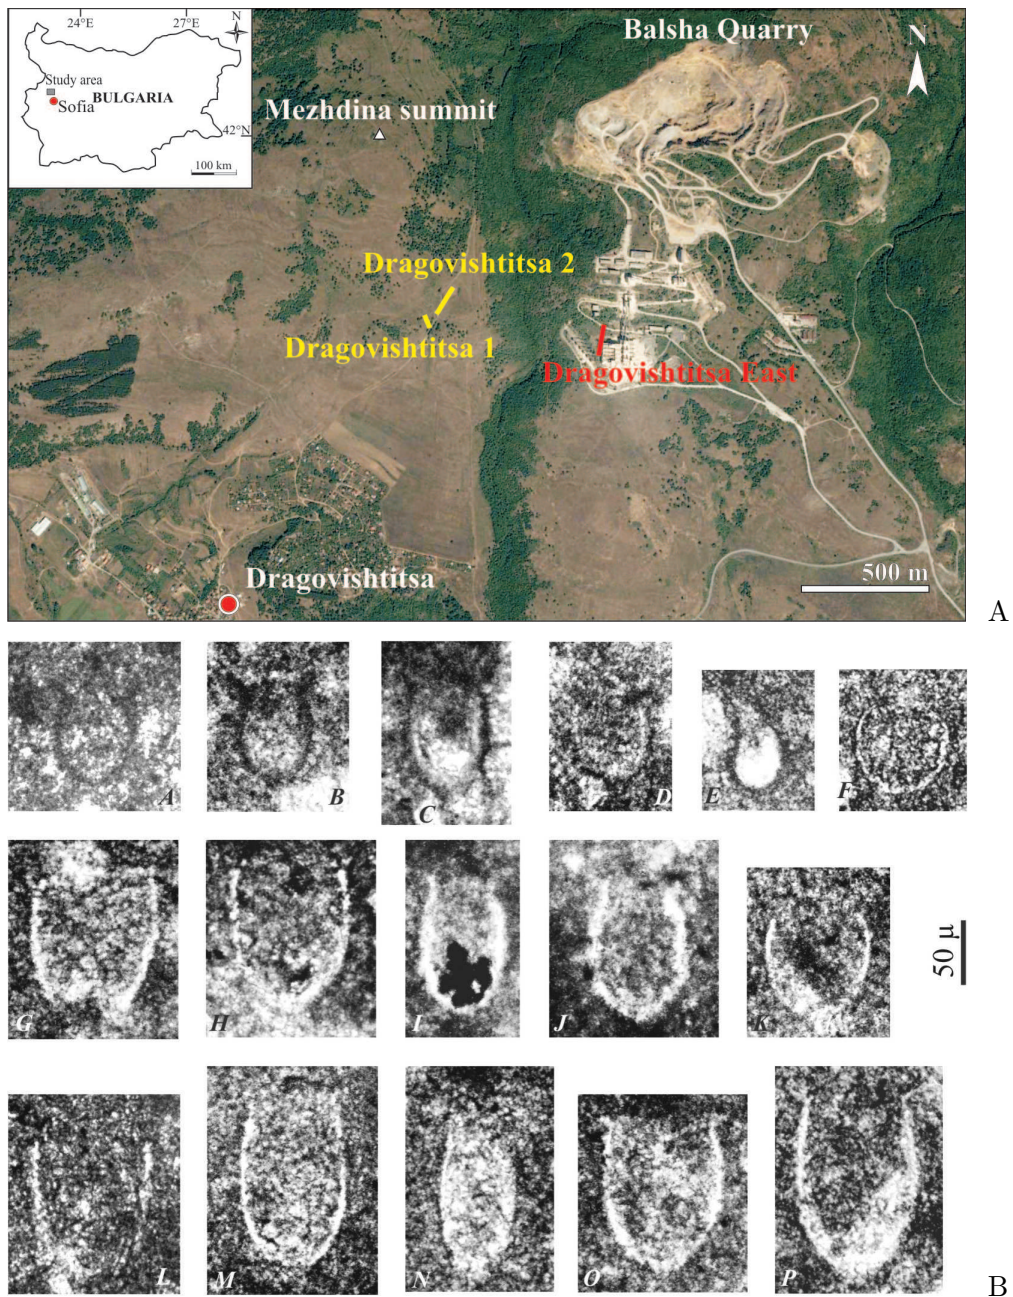 24°E 27°E N
Study area
BULGARIA
Sofia
42°N
100 km
Balsha Quarry
N
Mezhdina summit
Dragovishtitsa 2
Dragovishtitsa 1
Dragovishtitsa East
Dragovishtitsa
500 m
A
A B C D E F
G H I J K
50 µ
L M N O P
B